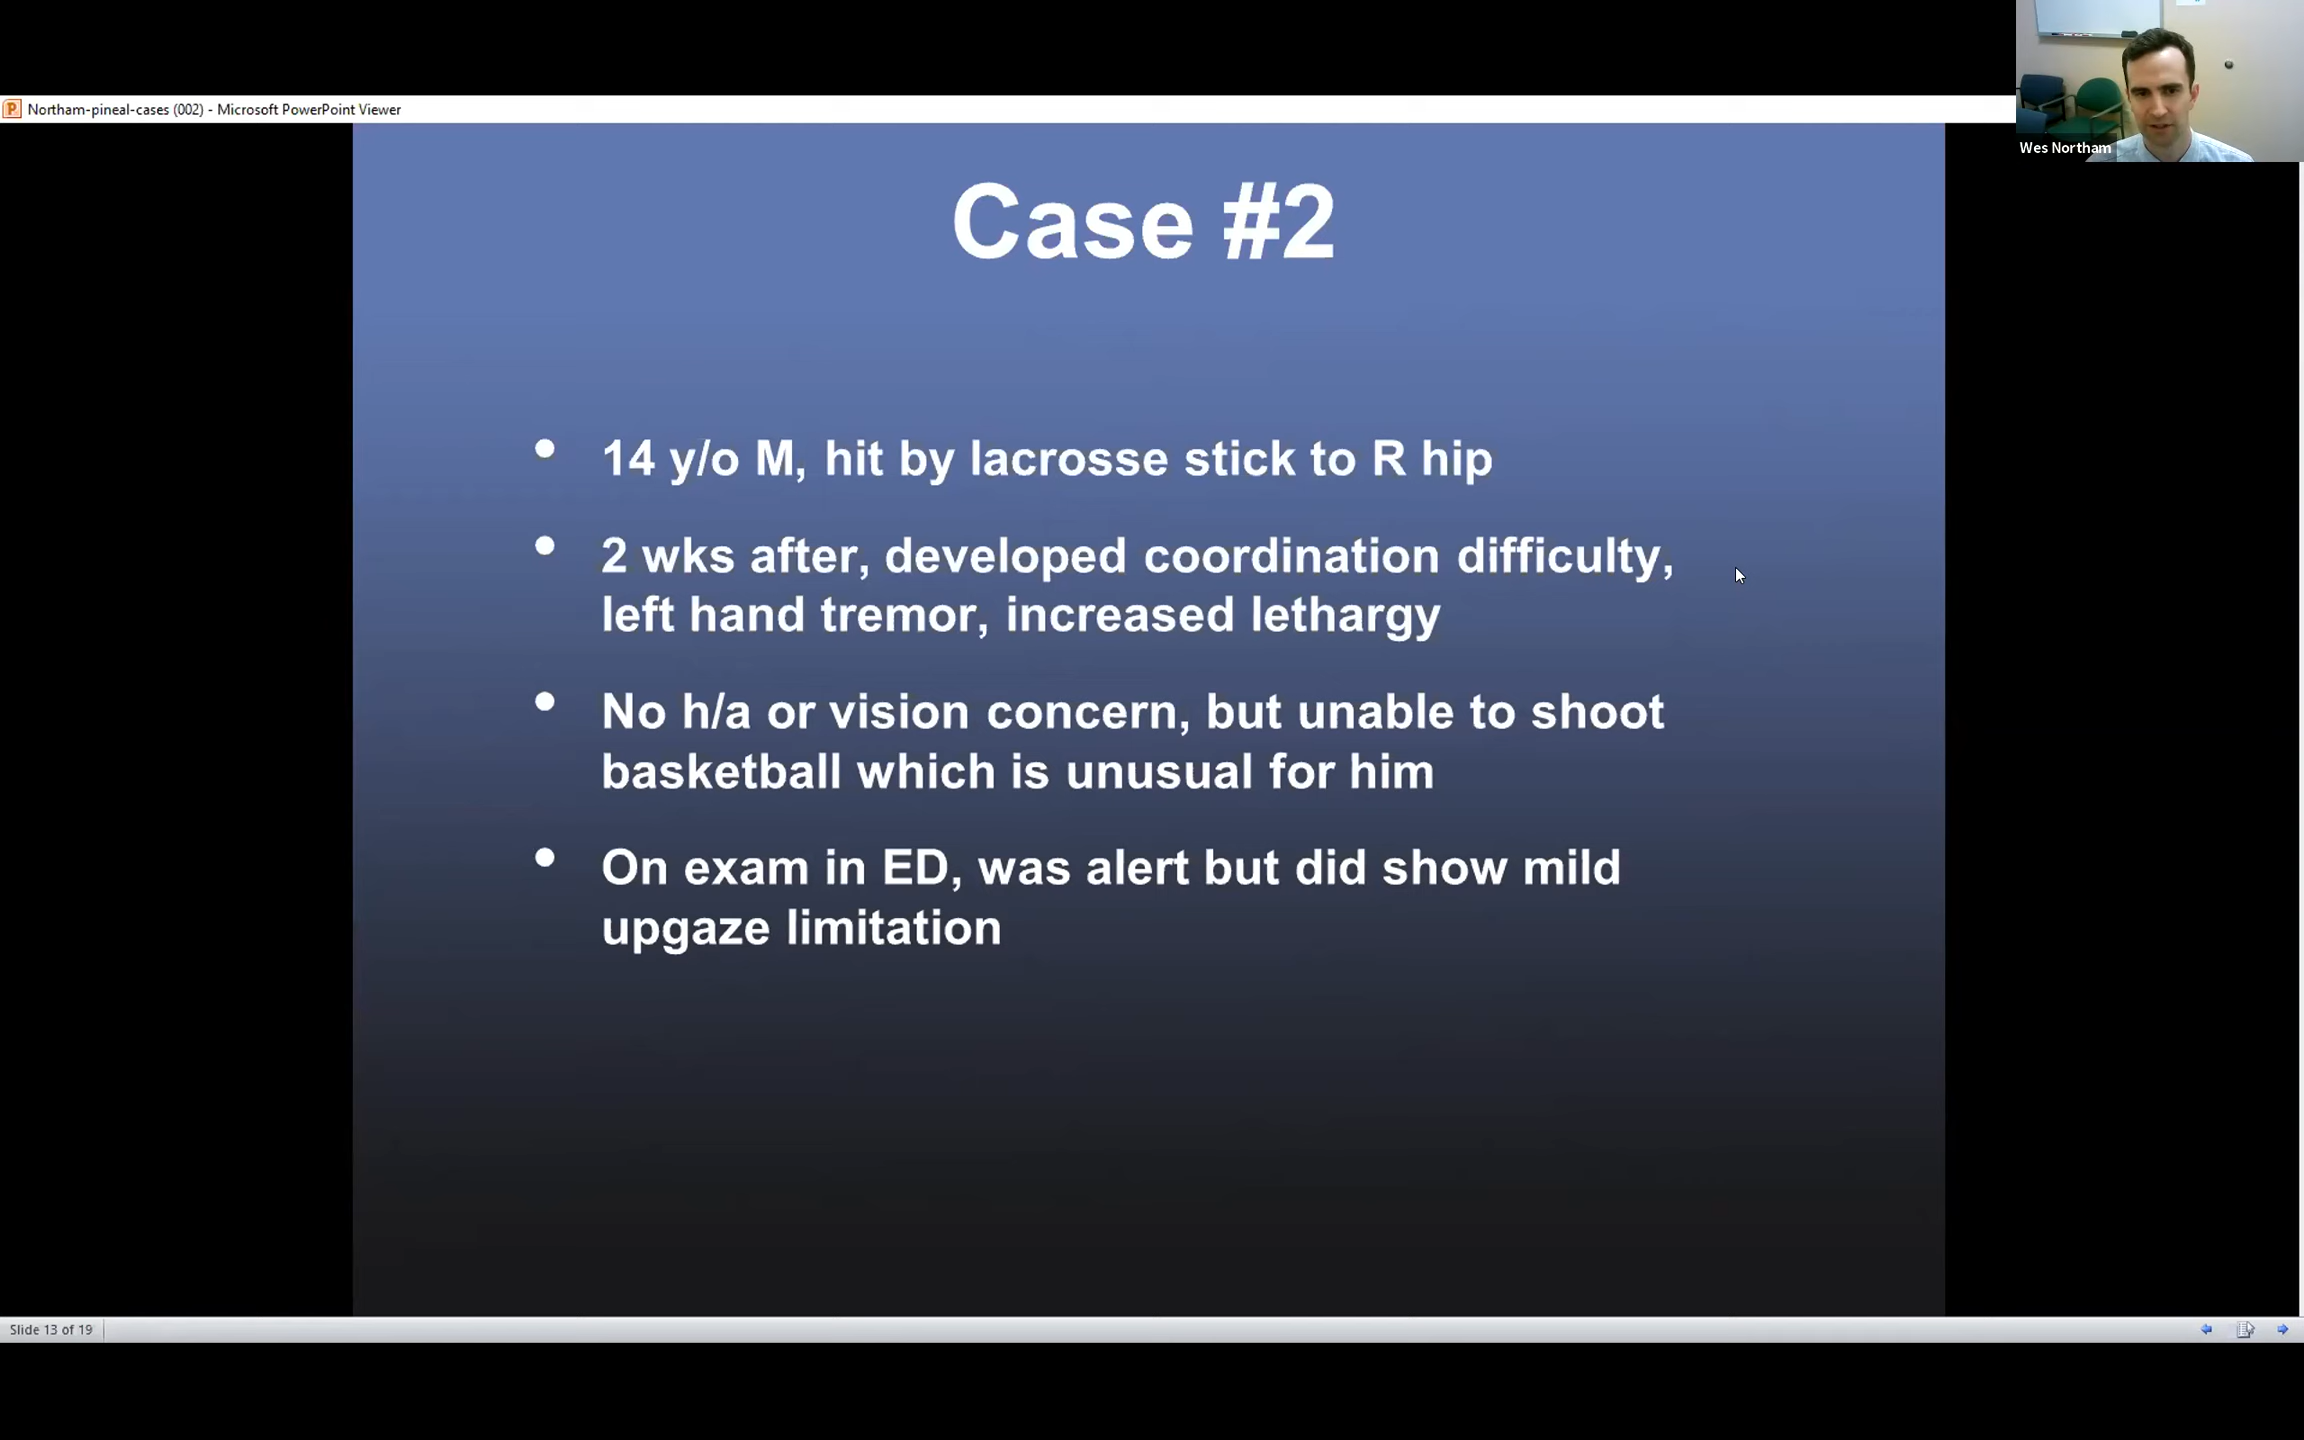 Northam-pineal-cases (002) - Microsoft PowerPoint Viewer
Wes Northam
Case #2
• 14 y/o M, hit by lacrosse stick to R hip
• 2 wks after, developed coordination difficulty,
left hand tremor, increased lethargy
• No h/a or vision concern, but unable to shoot
basketball which is unusual for him
• On exam in ED, was alert but did show mild
upgaze limitation
Slide 13 of 19